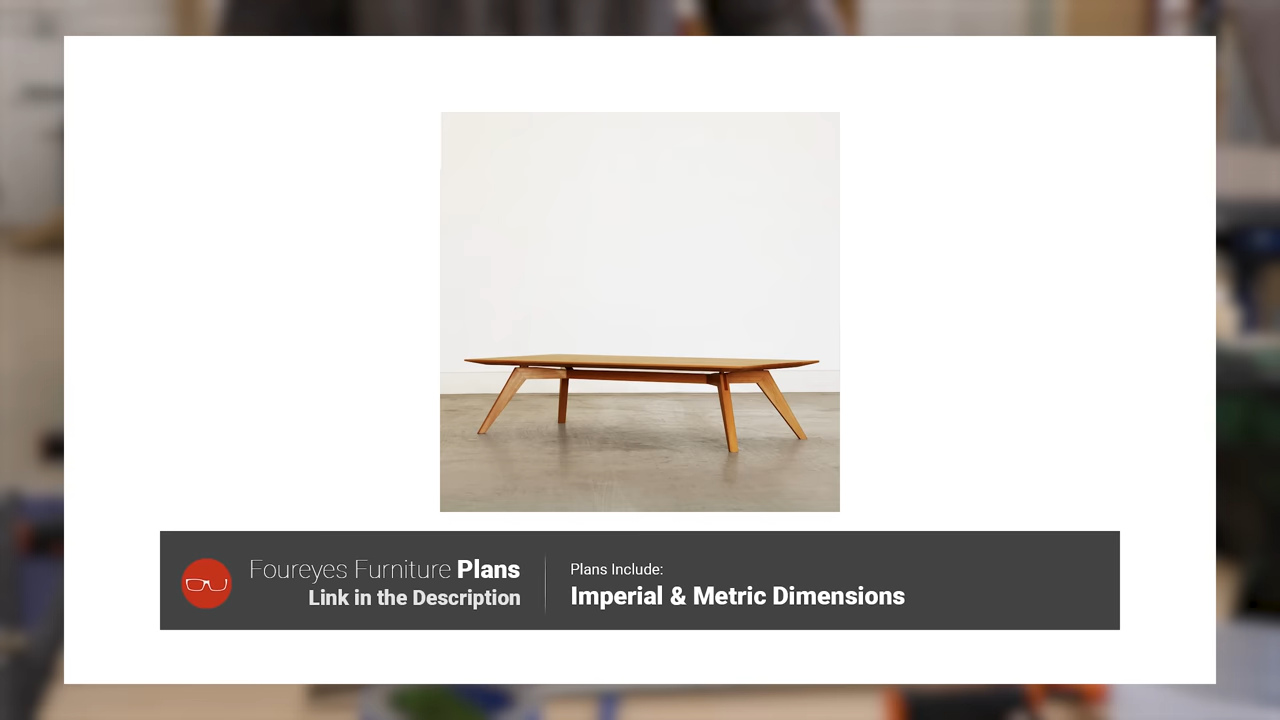 Foureyes Furniture Plans
Link in the Description
Plans Include:
Imperial & Metric Dimensions